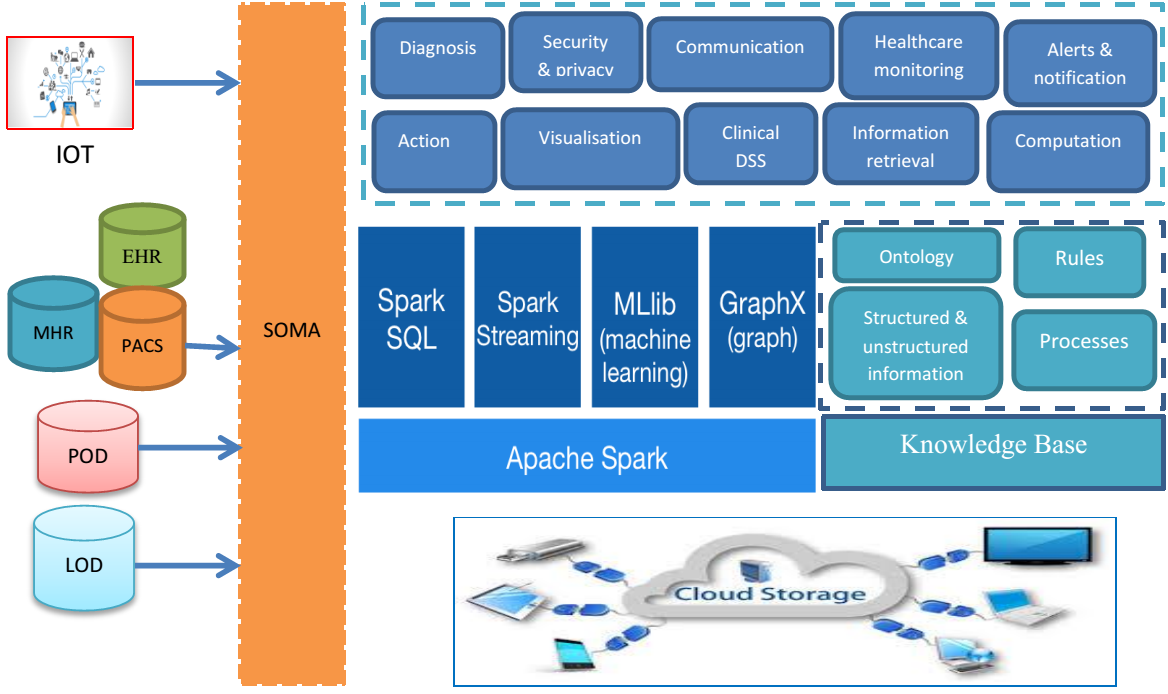 IOT
EHR
MHR
PACS
POD
LOD
SOMA
Diagnosis
Security
& privacy
Communication
Healthcare
monitoring
Alerts &
notification
Action
Visualisation
Clinical
DSS
Information
retrieval
Computation
Spark
SQL
Spark
Streaming
MLlib
(machine
learning)
GraphX
(graph)
Apache Spark
Ontology
Rules
Structured &
unstructured
information
Processes
Knowledge Base
Cloud Storage